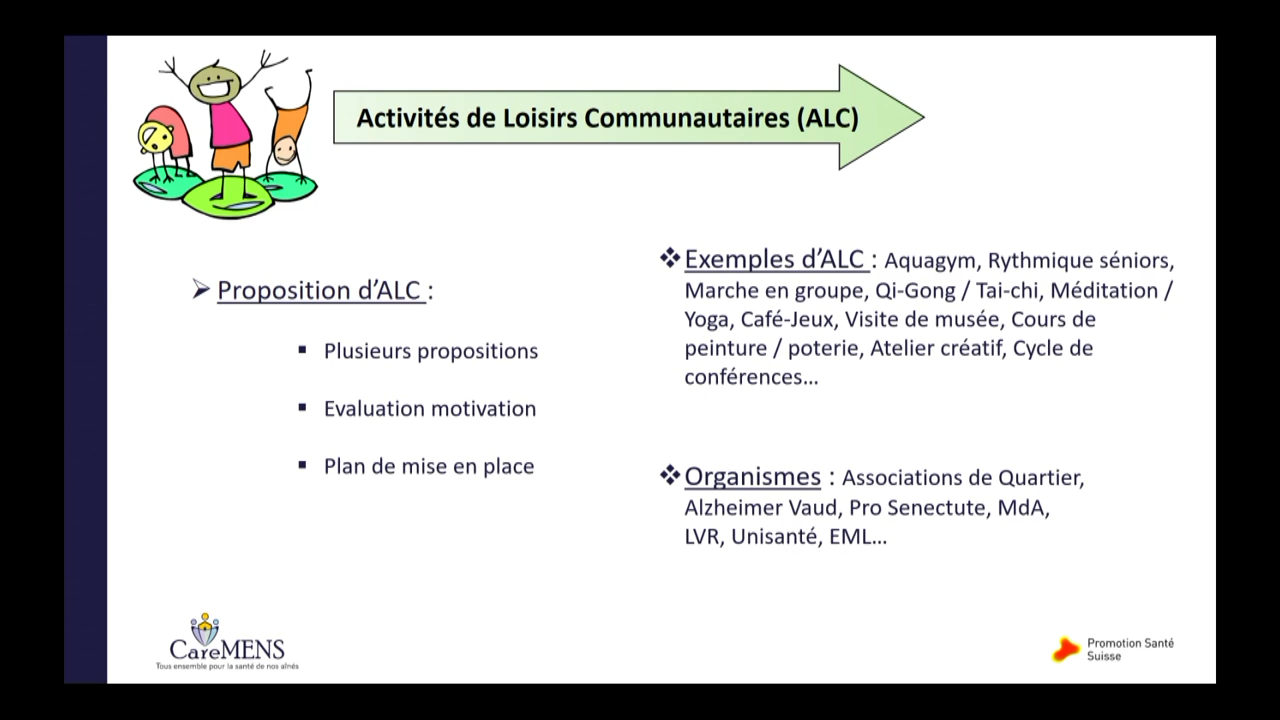 Activités de Loisirs Communautaires (ALC)
Proposition d’ALC :
Plusieurs propositions
Evaluation motivation
Plan de mise en place
Exemples d’ALC : Aquagym, Rythmique séniors,
Marche en groupe, Qi-Gong / Tai-chi, Méditation /
Yoga, Café-Jeux, Visite de musée, Cours de
peinture / poterie, Atelier créatif, Cycle de
conférences…
Organismes : Associations de Quartier,
Alzheimer Vaud, Pro Senectute, MdA,
LVR, Unisanté, EML…
CareMENS
Tous ensemble pour la santé de nos aînés
Promotion Santé
Suisse